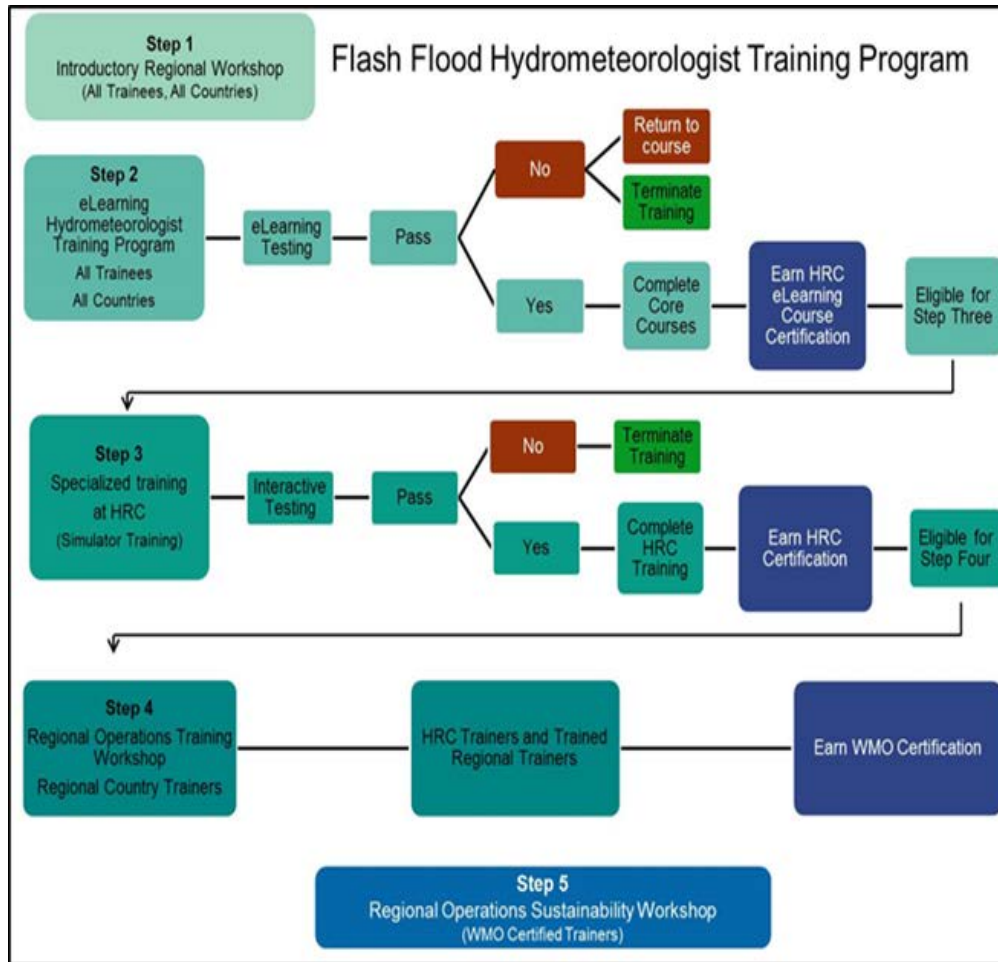 Step 1
Introductory Regional Workshop
(All Trainees, All Countries)
Flash Flood Hydrometeorologist Training Program
Step 2
eLearning
Hydrometeorologist
Training Program
All Trainees
All Countries
eLearning
Testing
Pass
No
Return to
course
Terminate
Training
Yes
Complete
Core
Courses
Earn HRC
eLearning
Course
Certification
Eligible for
Step Three
Step 3
Specialized training
at HRC
(Simulator Training)
Interactive
Testing
Pass
No
Terminate
Training
Yes
Complete
HRC
Training
Earn HRC
Certification
Eligible for
Step Four
Step 4
Regional Operations Training
Workshop
Regional Country Trainers
HRC Trainers and Trained
Regional Trainers
Earn WMO Certification
Step 5
Regional Operations Sustainability Workshop
(WMO Certified Trainers)